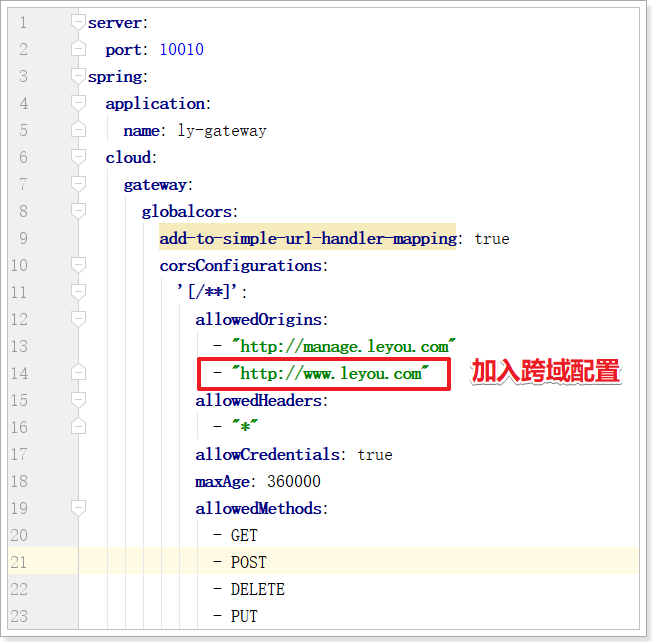 1 server:
2 port: 10010
3 spring:
4 application:
5 name: ly-gateway
6 cloud:
7 gateway:
8 globalcors:
9 add-to-simple-url-handler-mapping: true
10 corsConfigurations:
11 '[/**]':
12 allowedOrigins:
13 - "http://manage.leyou.com"
14 - "http://www.leyou.com" 加入跨域配置
15 allowedHeaders:
16 - "*"
17 allowCredentials: true
18 maxAge: 360000
19 allowedMethods:
20 - GET
21 - POST
22 - DELETE
23 - PUT